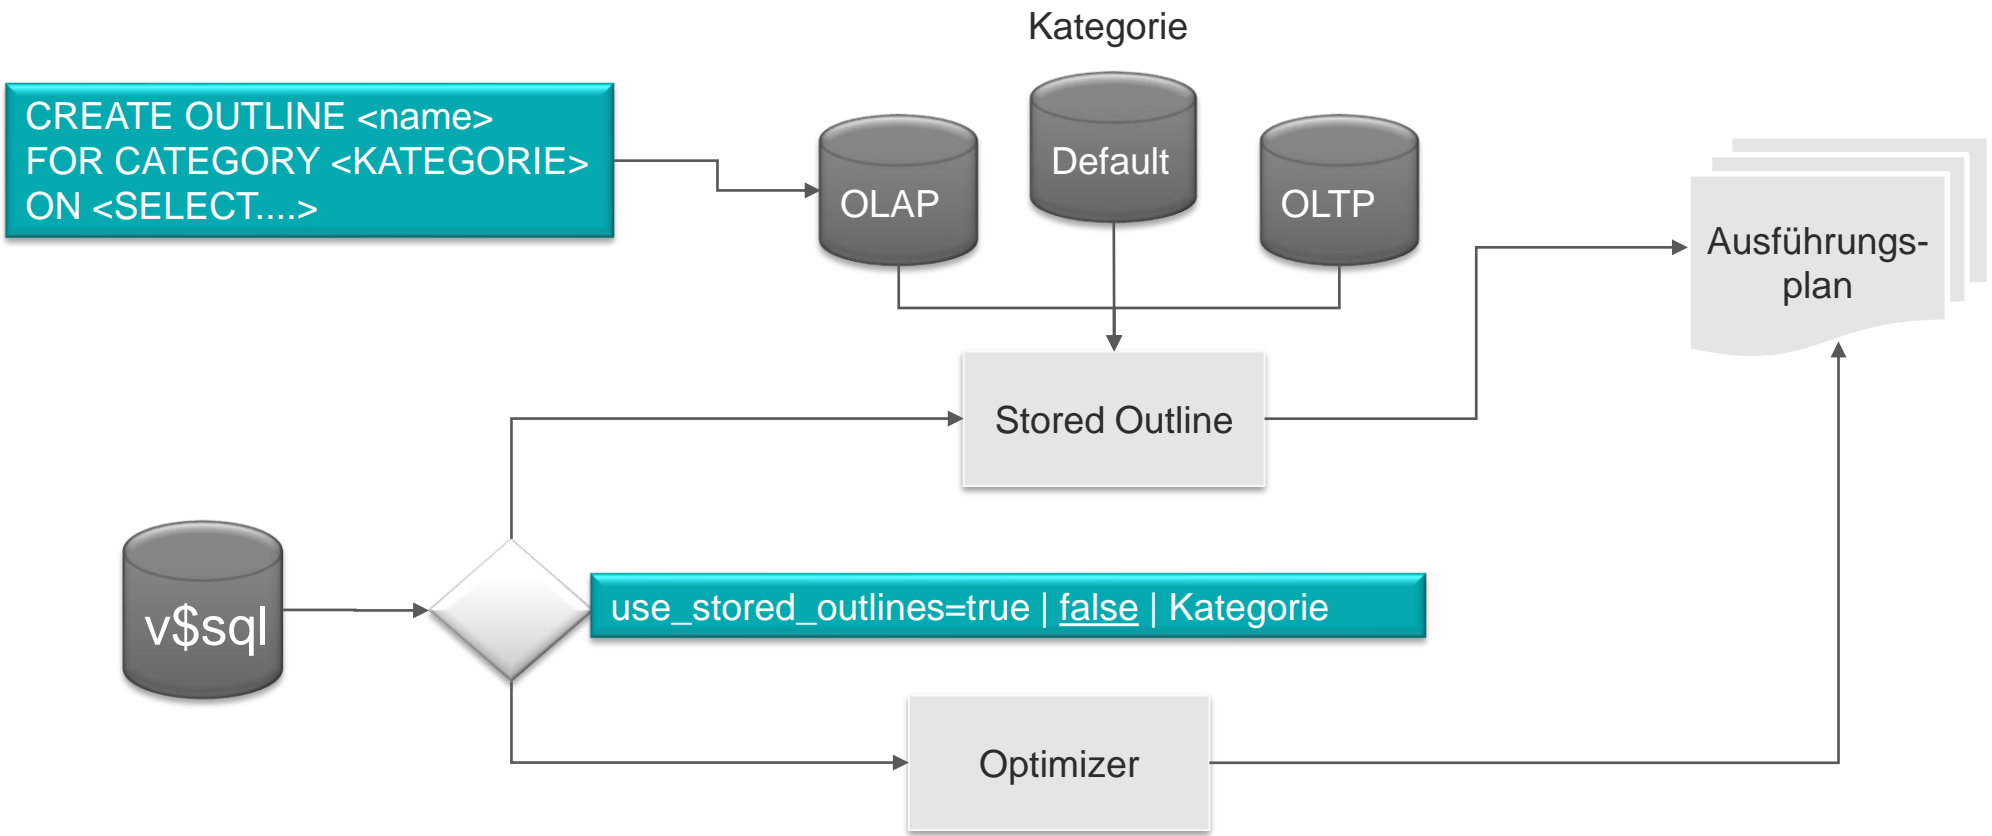 Kategorie
CREATE OUTLINE <name>
FOR CATEGORY <KATEGORIE>
ON <SELECT....>
OLAP
Default
OLTP
Ausführungs-
plan
Stored Outline
v$sql
use_stored_outlines=true | false | Kategorie
Optimizer